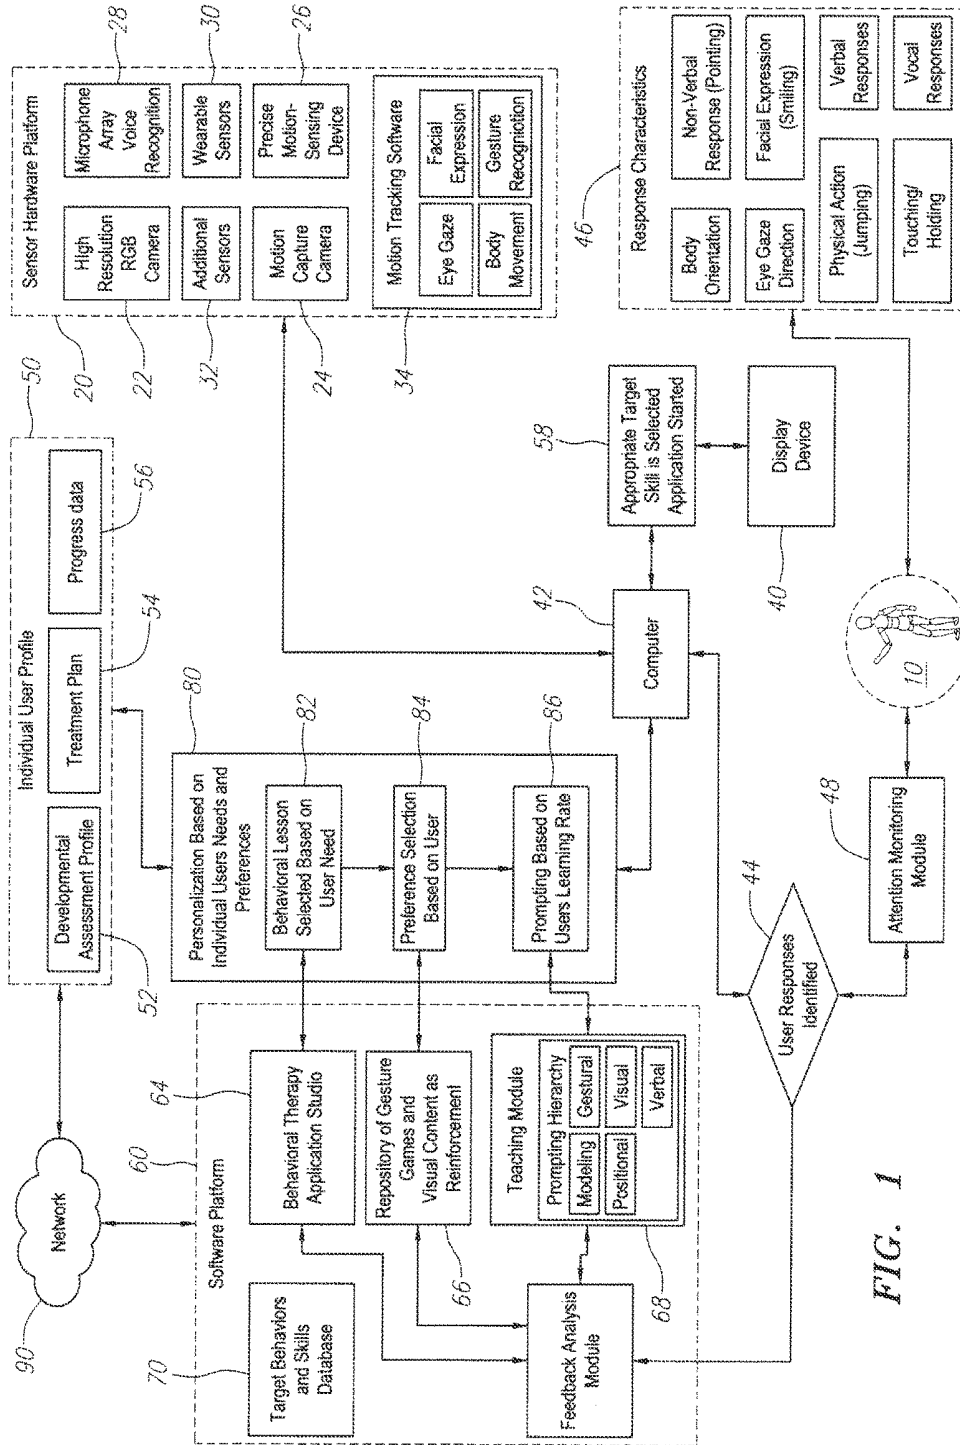 90
Network
50
Individual User Profile
Developmental
Assessment Profile
52
Treatment Plan
54
Progress data
56
20
Sensor Hardware Platform
High
Resolution
RGB
Camera
22
Microphone
Array
Voice
Recognition
28
Additional
Sensors
32
Wearable
Sensors
30
Motion
Capture
Camera
24
Precise
Motion-
Sensing
Device
26
34
Motion Tracking Software
Eye Gaze
Facial
Expression
Body
Movement
Gesture
Recogniotion
60
Software Platform
70
Target Behaviors
and Skills
Database
64
Behavioral Therapy
Application Studio
Repository of Gesture
Games and
Visual Content as
Reinforcement
66
Teaching Module
Prompting Hierarchy
Modeling
Gestural
Positional
Visual
Verbal
68
Feedback Analysis
Module
80
Personalization Based on
Individual Users Needs and
Preferences
Behavioral Lesson
Selected Based on
User Need
82
Preference Selection
Based on User
84
Prompting Based on
Users Learning Rate
86
42
Computer
58
Appropriate Target
Skill is Selected
Application Started
Display
Device
40
46
Response Characteristics
Body
Orientation
Non-Verbal
Response (Pointing)
Eye Gaze
Direction
Facial Expression
(Smiling)
Physical Action
(Jumping)
Verbal
Responses
Touching/
Holding
Vocal
Responses
44
User Responses
Identified
48
Attention Monitoring
Module
10
FIG. 1